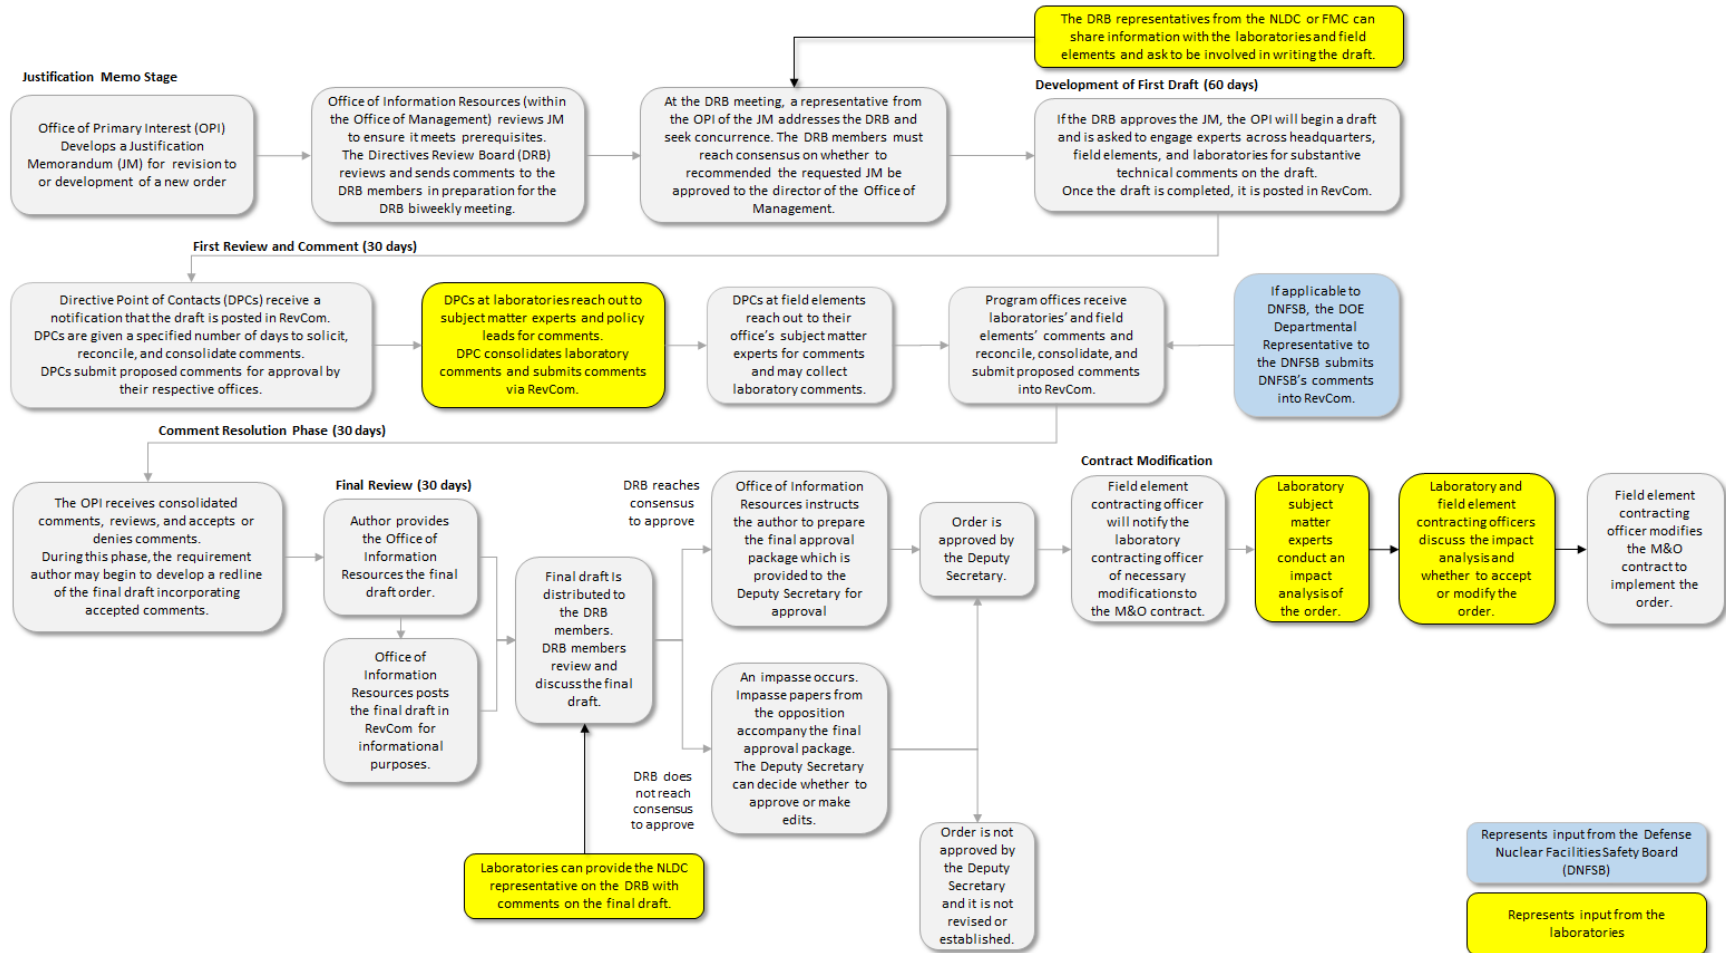 The DRB representatives from the NLDC or FMC can
share information with the laboratories and field
elements and ask to be involved in writing the draft.
Justification Memo Stage
Development of First Draft (60 days)
Office of Primary Interest (OPI)
Develops a Justification
Memorandum (JM) for revision to
or development of a new order
Office of Information Resources (within
the Office of Management) reviews JM
to ensure it meets prerequisites.
The Directives Review Board (DRB)
reviews and sends comments to the
DRB members in preparation for the
DRB biweekly meeting.
At the DRB meeting, a representative from
the OPI of the JM addresses the DRB and
seek concurrence. The DRB members must
reach consensus on whether to
recommended the requested JM be
approved to the director of the Office of
Management.
If the DRB approves the JM, the OPI will begin a draft
and is asked to engage experts across headquarters,
field elements, and laboratories for substantive
technical comments on the draft.
Once the draft is completed, it is posted in RevCom.
First Review and Comment (30 days)
Directive Point of Contacts (DPCs) receive a
notification that the draft is posted in RevCom.
DPCs are given a specified number of days to solicit,
reconcile, and consolidate comments.
DPCs submit proposed comments for approval by
their respective offices.
DPCs at laboratories reach out to
subject matter experts and policy
leads for comments.
DPC consolidates laboratory
comments and submits comments
via RevCom.
DPCs at field elements
reach out to their
office's subject matter
experts for comments
and may collect
laboratory comments.
Program offices receive
laboratories' and field
elements' comments and
reconcile, consolidate, and
submit proposed comments
into RevCom.
If applicable to
DNFSB, the DOE
Departmental
Representative to
the DNFSB submits
DNFSB's comments
into RevCom.
Comment Resolution Phase (30 days)
The OPI receives consolidated
comments, reviews, and accepts or
denies comments.
During this phase, the requirement
author may begin to develop a redline
of the final draft incorporating
accepted comments.
Final Review (30 days)
Author provides
the Office of
Information
Resources the final
draft order.
Office of
Information
Resources posts
the final draft in
RevCom for
informational
purposes.
Final draft Is
distributed to
the DRB
members.
DRB members
review and
discuss the final
draft.
Laboratories can provide the NLDC
representative on the DRB with
comments on the final draft.
DRB reaches
consensus
to approve
Office of Information
Resources instructs
the author to prepare
the final approval
package which is
provided to the
Deputy Secretary for
approval
DRB does
not reach
consensus
to approve
An impasse occurs.
Impasse papers from
the opposition
accompany the final
approval package.
The Deputy Secretary
can decide whether to
approve or make
edits.
Order is
approved by
the Deputy
Secretary.
Order is not
approved by
the Deputy
Secretary
and it is not
revised or
established.
Contract Modification
Field element
contracting officer
will notify the
laboratory
contracting officer
of necessary
modifications to
the M&O contract.
Laboratory
subject
matter
experts
conduct an
impact
analysis of
the order.
Laboratory and
field element
contracting officers
discuss the impact
analysis and
whether to accept
or modify the
order.
Field element
contracting
officer modifies
the M&O
contract to
implement the
order.
Represents input from the Defense
Nuclear Facilities Safety Board
(DNFSB)
Represents input from the
laboratories